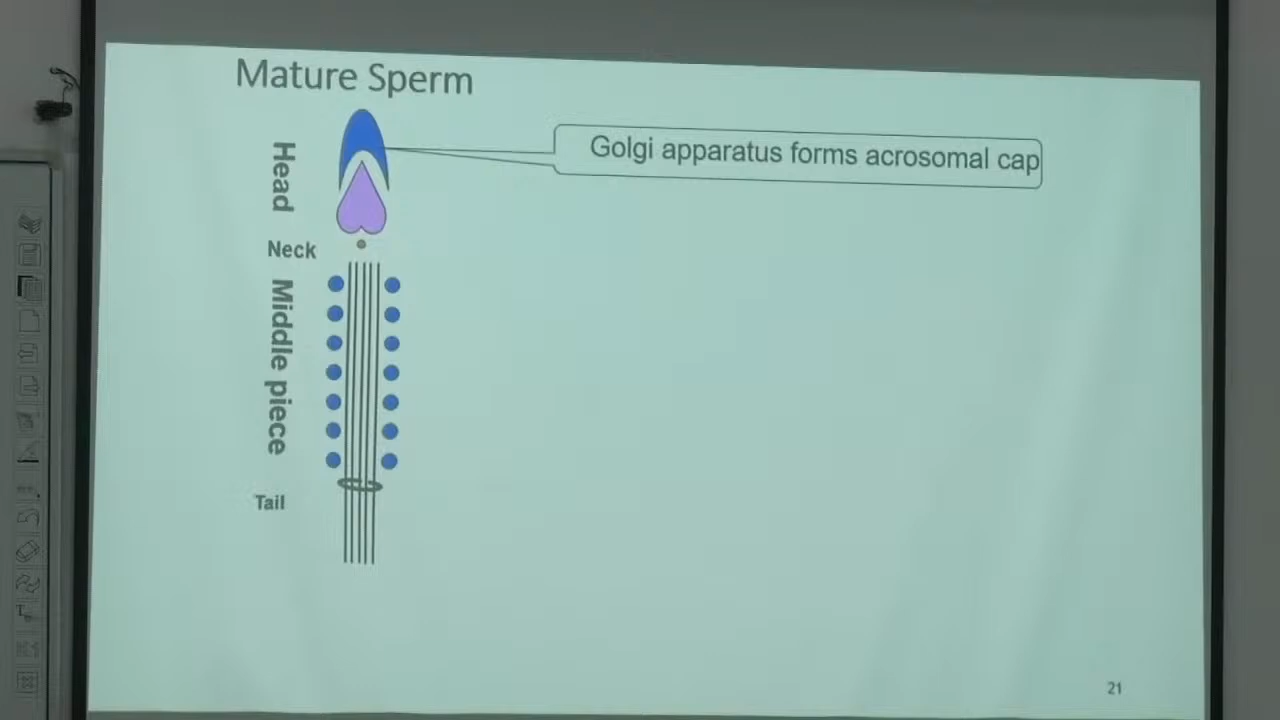 Mature Sperm
Golgi apparatus forms acrosomal cap
Head
Neck
Middle piece
Tail
21